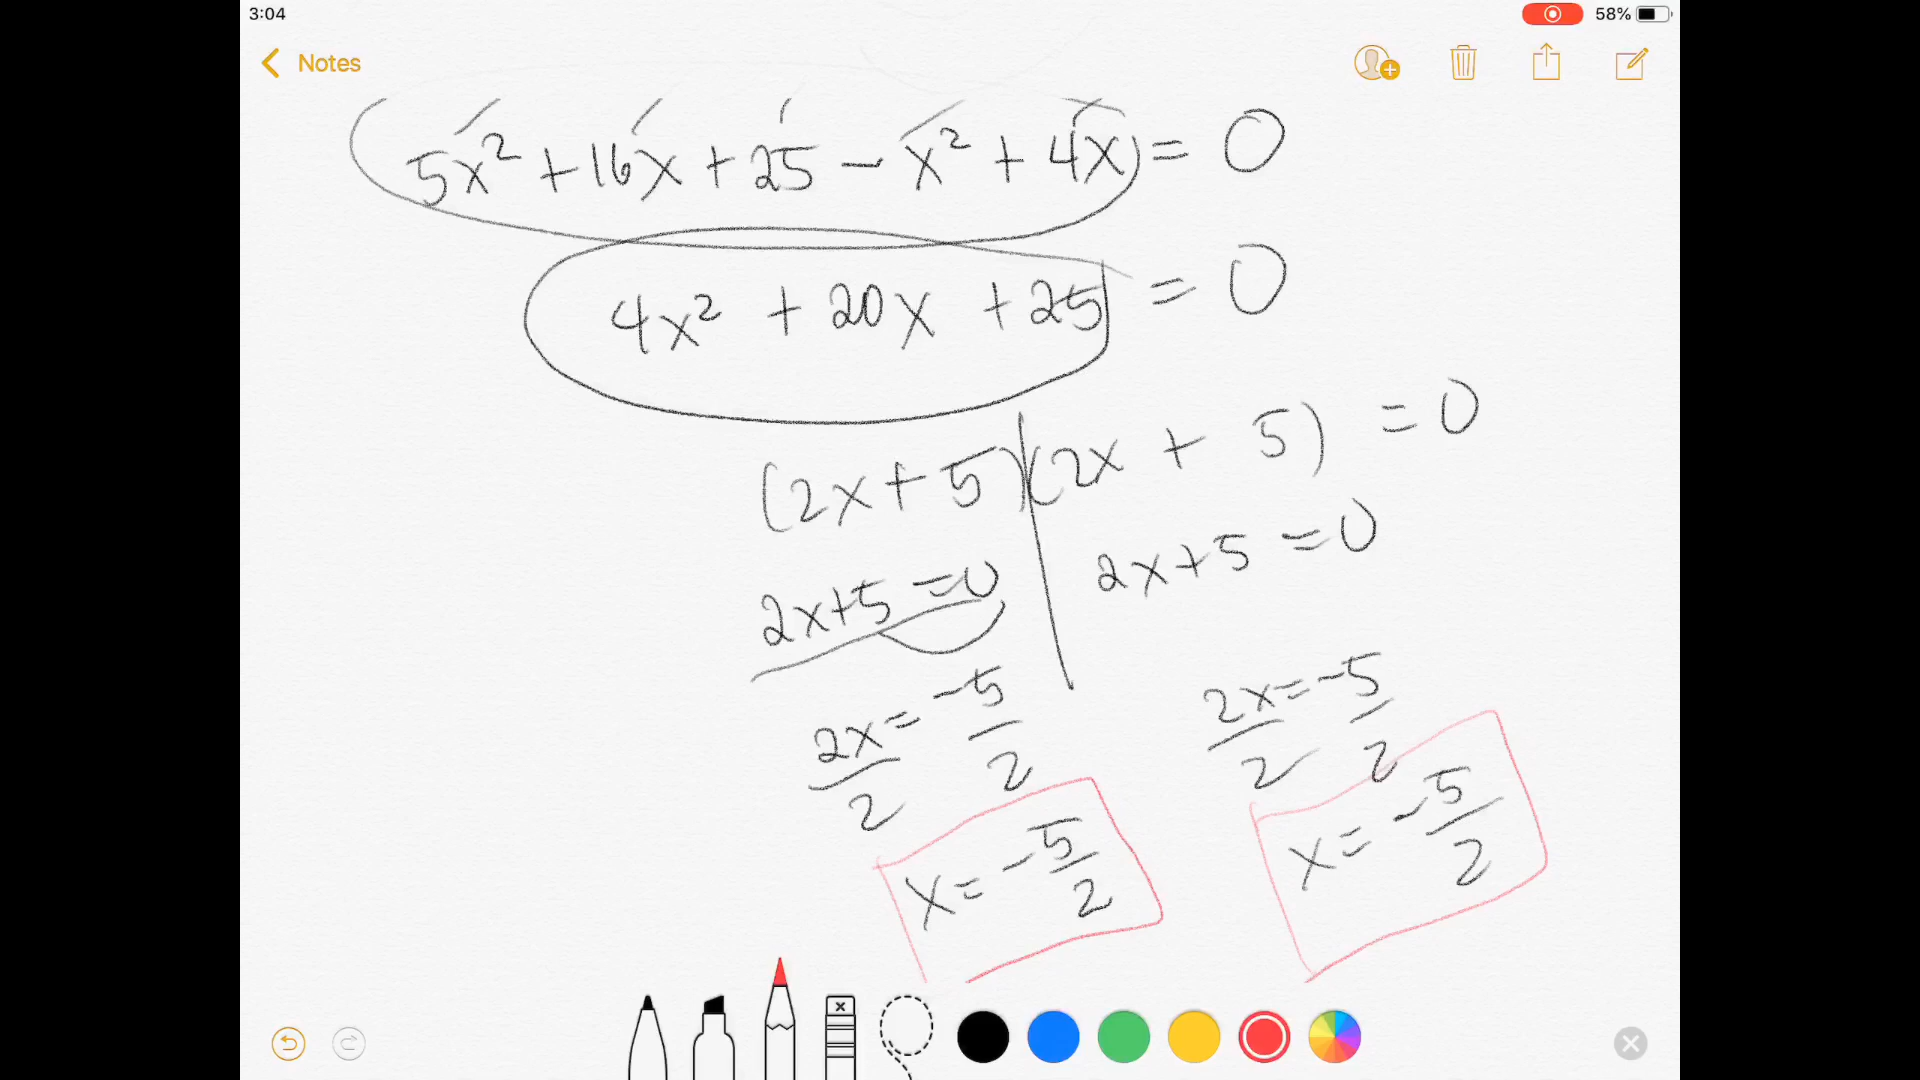 3:04 58%
Notes
5x² + 16x + 25 - x² + 4x = 0
4x² + 20x + 25 = 0
(2x + 5)(2x + 5) = 0
2x+5 = 0 2x+5 = 0
2x/2 = -5/2 2x/2 = -5/2
x = -5/2 x = -5/2